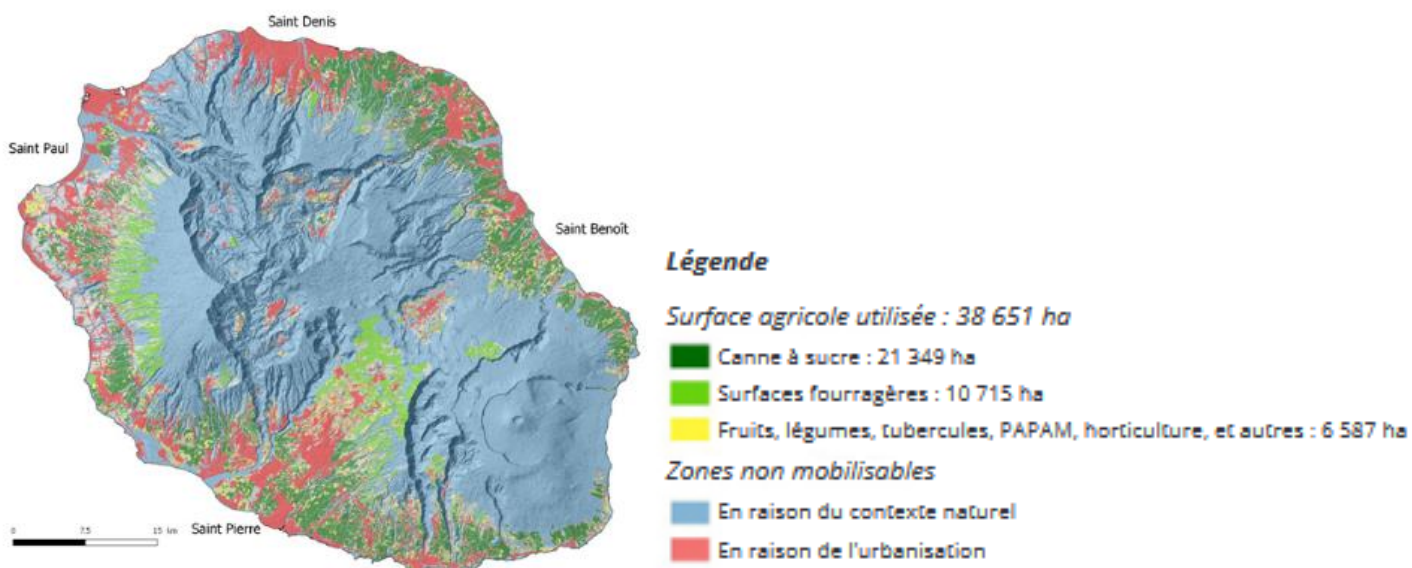 Saint Denis
Saint Paul
Saint Benoît
Saint Pierre
0 7.5 15 km
Légende
Surface agricole utilisée : 38 651 ha
Canne à sucre : 21 349 ha
Surfaces fourragères : 10 715 ha
Fruits, légumes, tubercules, PAPAM, horticulture, et autres : 6 587 ha
Zones non mobilisables
En raison du contexte naturel
En raison de l'urbanisation